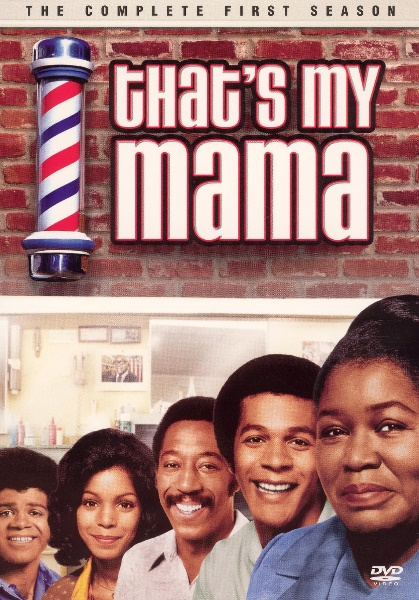 THE COMPLETE FIRST SEASON
tHat's my
mama
DVD
VIDEO